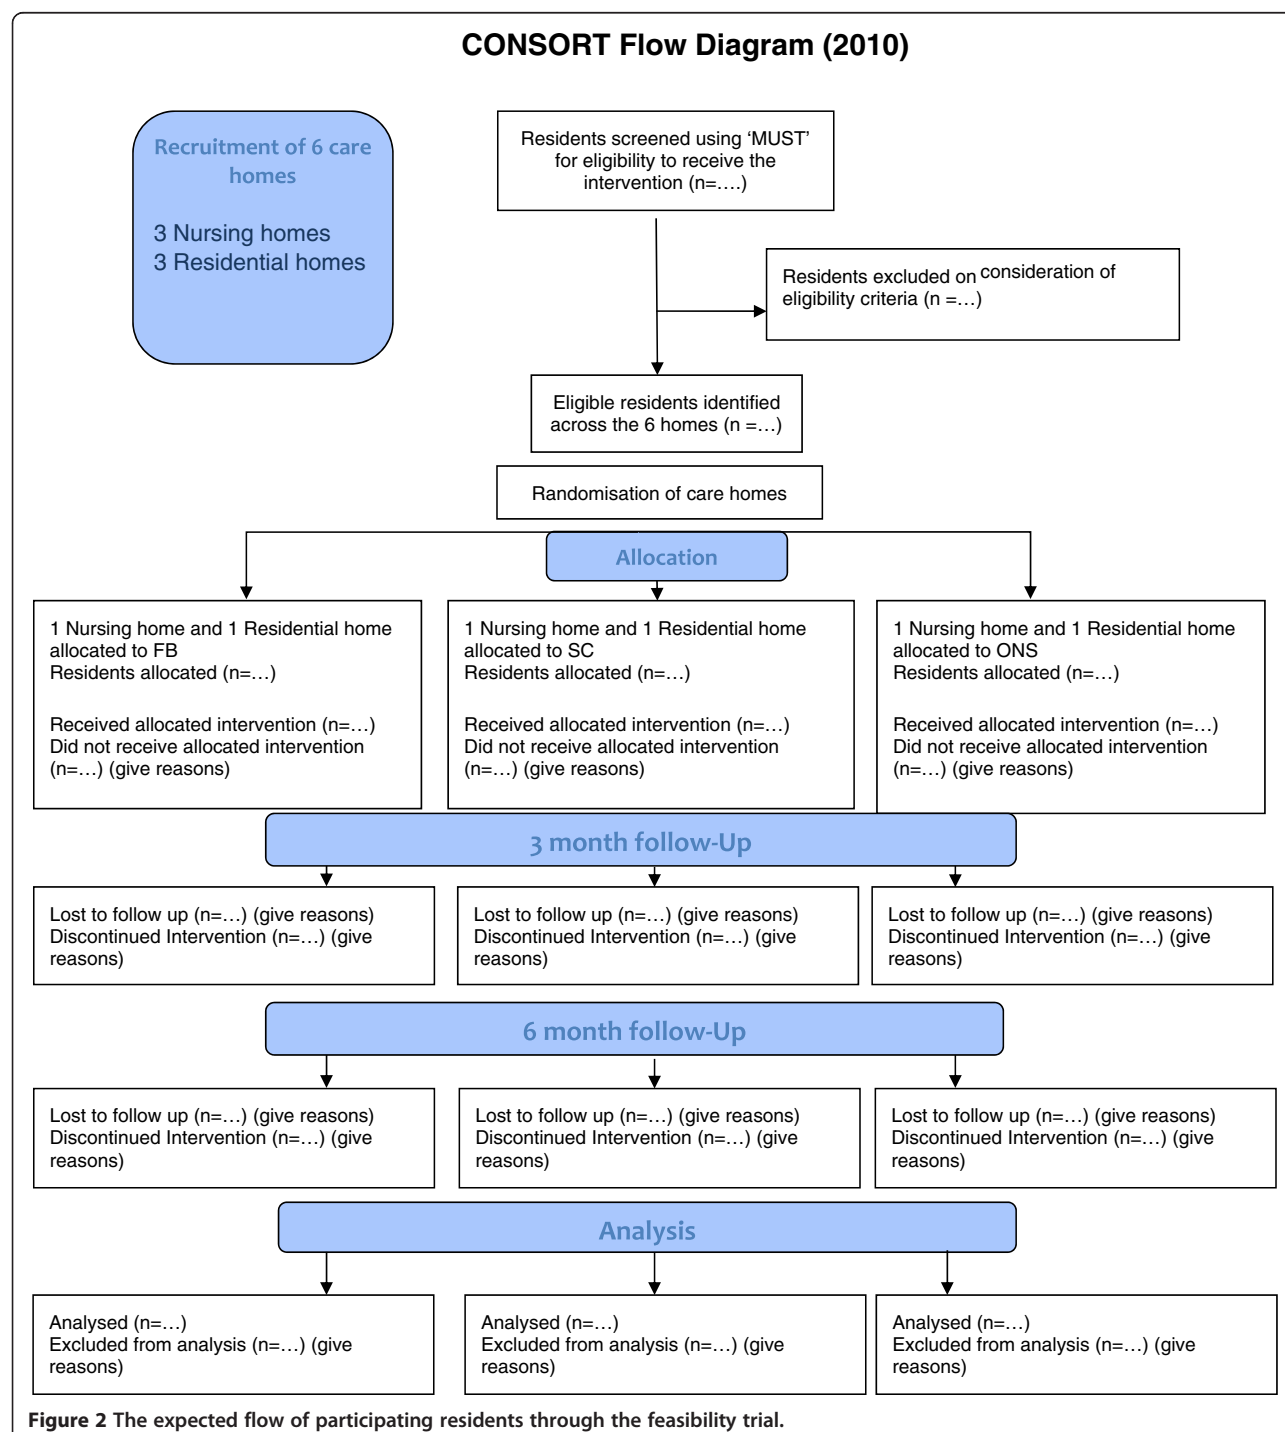 CONSORT Flow Diagram (2010)
Recruitment of 6 care
homes
3 Nursing homes
3 Residential homes
Residents screened using ‘MUST’
for eligibility to receive the
intervention (n=….)
Residents excluded on consideration of
eligibility criteria (n =…)
Eligible residents identified
across the 6 homes (n =…)
Randomisation of care homes
Allocation
1 Nursing home and 1 Residential home
allocated to FB
Residents allocated (n=…)
Received allocated intervention (n=…)
Did not receive allocated intervention
(n=…) (give reasons)
1 Nursing home and 1 Residential home
allocated to SC
Residents allocated (n=…)
Received allocated intervention (n=…)
Did not receive allocated intervention
(n=…) (give reasons)
1 Nursing home and 1 Residential home
allocated to ONS
Residents allocated (n=…)
Received allocated intervention (n=…)
Did not receive allocated intervention
(n=…) (give reasons)
3 month follow-Up
Lost to follow up (n=…) (give reasons)
Discontinued Intervention (n=…) (give
reasons)
Lost to follow up (n=…) (give reasons)
Discontinued Intervention (n=…) (give
reasons)
Lost to follow up (n=…) (give reasons)
Discontinued Intervention (n=…) (give
reasons)
6 month follow-Up
Lost to follow up (n=…) (give reasons)
Discontinued Intervention (n=…) (give
reasons)
Lost to follow up (n=…) (give reasons)
Discontinued Intervention (n=…) (give
reasons)
Lost to follow up (n=…) (give reasons)
Discontinued Intervention (n=…) (give
reasons)
Analysis
Analysed (n=…)
Excluded from analysis (n=…) (give
reasons)
Analysed (n=…)
Excluded from analysis (n=…) (give
reasons)
Analysed (n=…)
Excluded from analysis (n=…) (give
reasons)
Figure 2 The expected flow of participating residents through the feasibility trial.